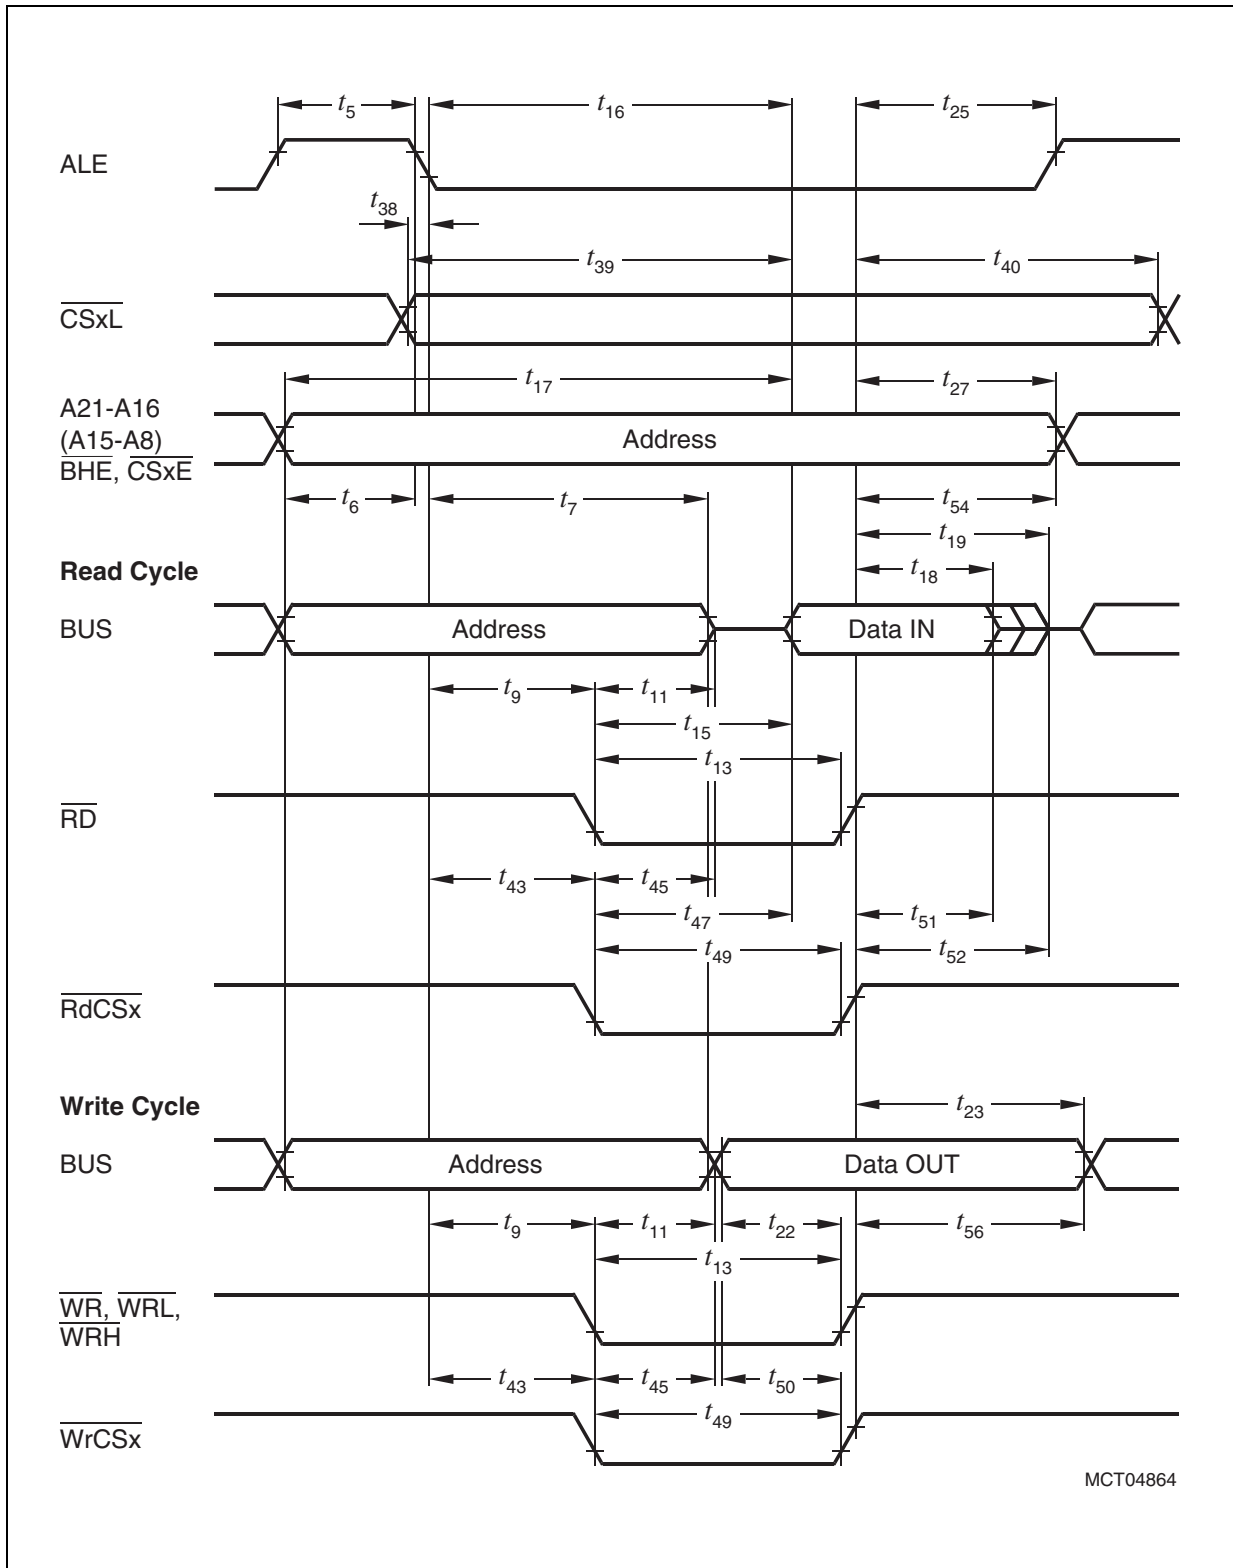 t5 t16 t25
ALE
t38
t39 t40
CSxL
t17 t27
A21-A16
(A15-A8)
BHE, CSxE
Address
t6 t7 t54
t19
Read Cycle
t18
BUS Address Data IN
t9 t11
t15
t13
RD
t43 t45
t47 t51
t49 t52
RdCSx
Write Cycle
t23
BUS Address Data OUT
t9 t11 t22 t56
t13
WR, WRL,
WRH
t43 t45 t50
t49
WrCSx
MCT04864